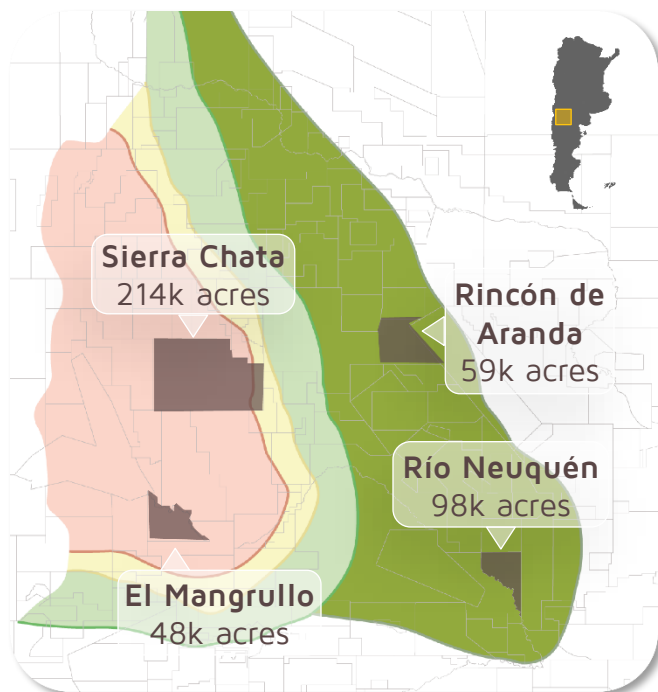 Sierra Chata
214k acres
Rincón de
Aranda
59k acres
Río Neuquén
98k acres
El Mangrullo
48k acres